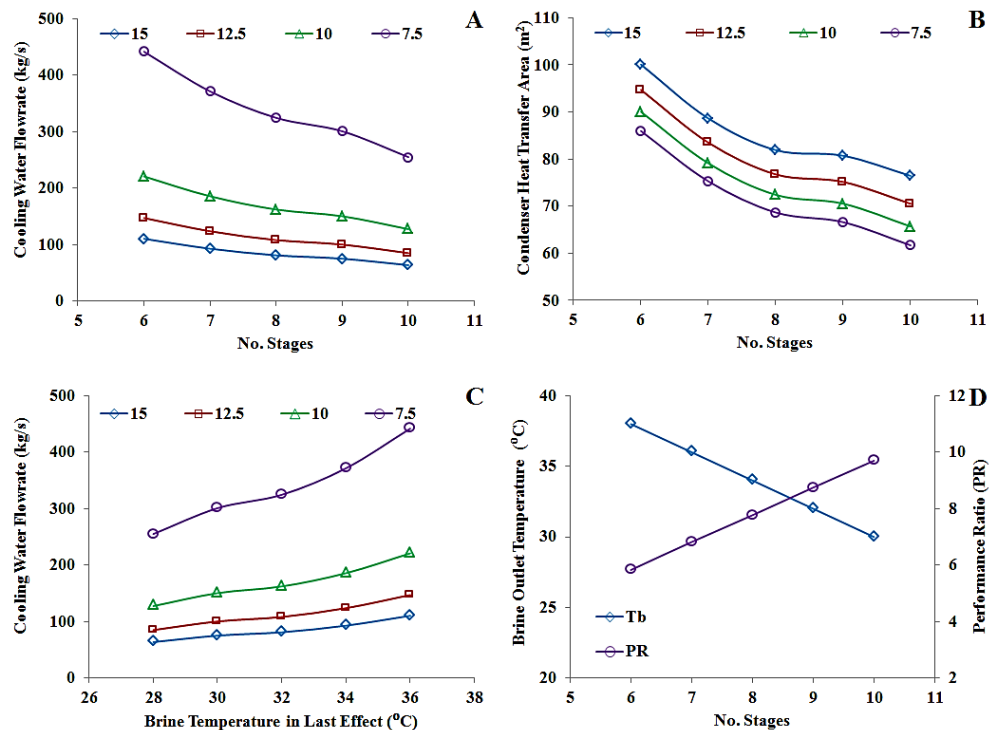 A
15 12.5 10 7.5
Cooling Water Flowrate (kg/s)
500
400
300
200
100
0
5 6 7 8 9 10 11
No. Stages
B
15 12.5 10 7.5
Condenser Heat Transfer Area (m²)
110
100
90
80
70
60
50
5 6 7 8 9 10 11
No. Stages
C
15 12.5 10 7.5
Cooling Water Flowrate (kg/s)
500
400
300
200
100
0
26 28 30 32 34 36 38
Brine Temperature in Last Effect (⁰C)
D
Brine Outlet Temperature (⁰C)
40
35
30
25
20
Tb
PR
12
10
8
6
4
2
Performance Ratio (PR)
5 6 7 8 9 10 11
No. Stages